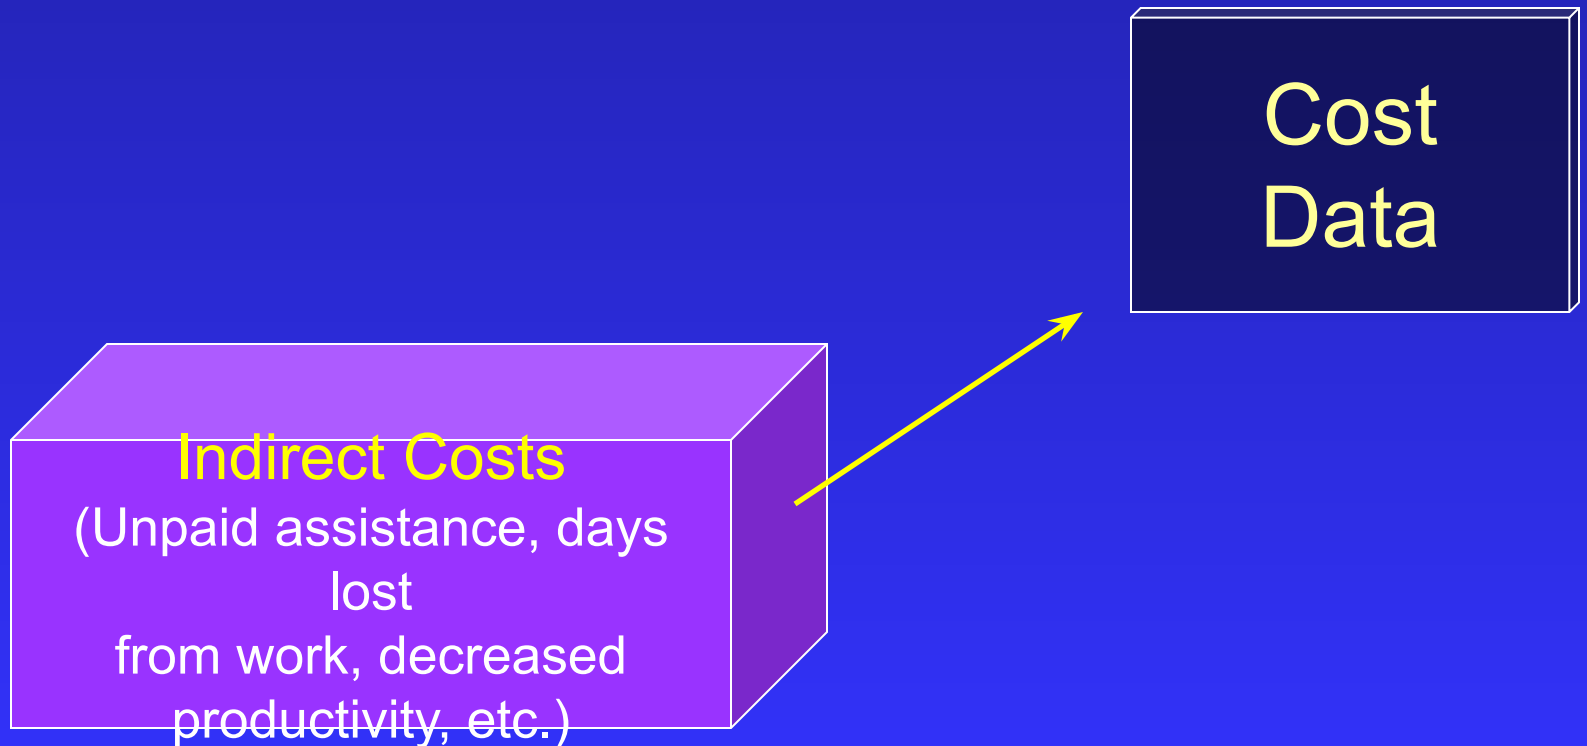 Cost
Data
Indirect Costs
(Unpaid assistance, days
lost
from work, decreased
productivity, etc.)